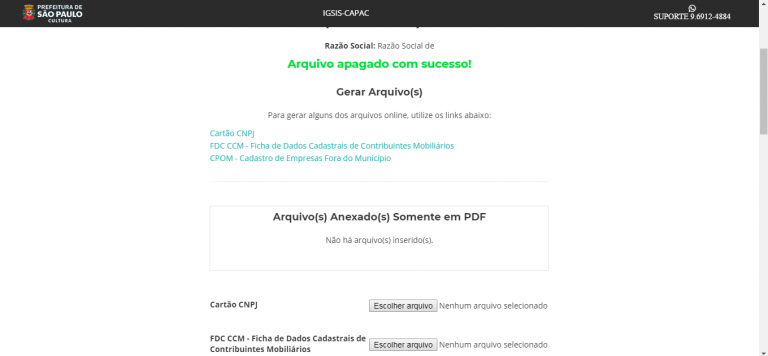 PREFEITURA DE
SÃO PAULO
CULTURA
IGSIS-CAPAC
SUPORTE 9.6912-4884
Razão Social: Razão Social de
Arquivo apagado com sucesso!
Gerar Arquivo(s)
Para gerar alguns dos arquivos online, utilize os links abaixo:
Cartão CNPJ
FDC CCM - Ficha de Dados Cadastrais de Contribuintes Mobiliários
CPOM - Cadastro de Empresas Fora do Município
Arquivo(s) Anexado(s) Somente em PDF
Não há arquivo(s) inserido(s).
Cartão CNPJ
Escolher arquivo Nenhum arquivo selecionado
FDC CCM - Ficha de Dados Cadastrais de
Contribuintes Mobiliários
Escolher arquivo Nenhum arquivo selecionado